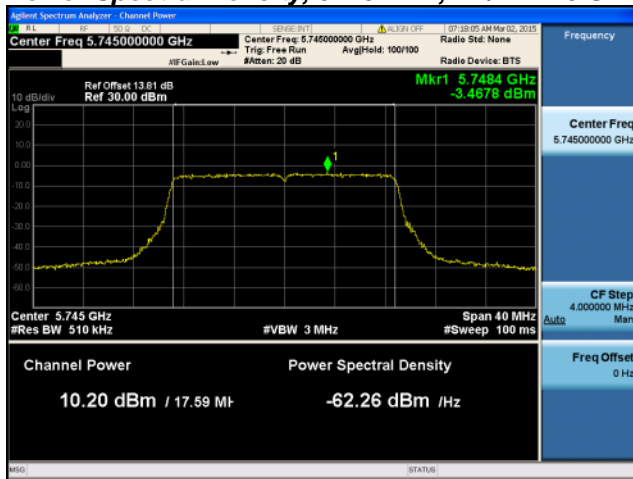 Agilent Spectrum Analyzer - Channel Power
RL RF 50 Ω DC SENSE:INT ALIGN OFF 07:18:05 AM Mar 02, 2015
Center Freq 5.745000000 GHz Center Freq: 5.745000000 GHz Radio Std: None Frequency
Trig: Free Run Avg|Hold: 100/100
#IFGain:Low #Atten: 20 dB Radio Device: BTS
Mkr1 5.7484 GHz
Ref Offset 13.81 dB
10 dB/div Ref 30.00 dBm -3.4678 dBm
Log
20.0
10.0
0.00
-10.0
-20.0
-30.0
-40.0
-50.0
-60.0
1
Center Freq
5.745000000 GHz
Center 5.745 GHz Span 40 MHz
#Res BW 510 kHz #VBW 3 MHz #Sweep 100 ms
CF Step
4.000000 MHz
Auto Man
Channel Power Power Spectral Density
Freq Offset
0 Hz
10.20 dBm / 17.59 MH -62.26 dBm /Hz
MSG STATUS